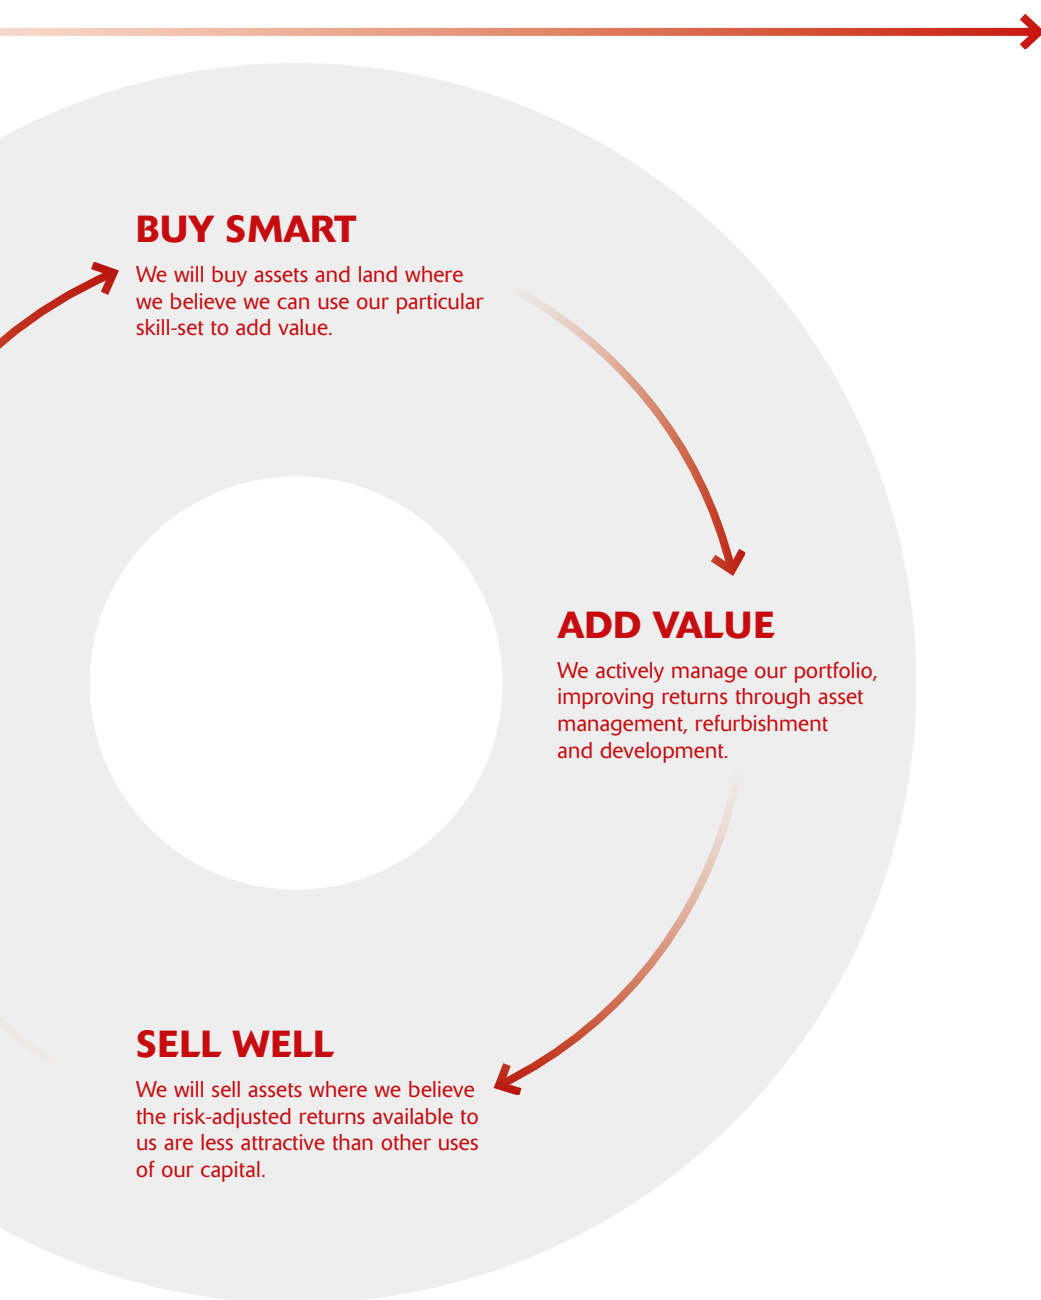 BUY SMART
We will buy assets and land where
we believe we can use our particular
skill-set to add value.
ADD VALUE
We actively manage our portfolio,
improving returns through asset
management, refurbishment
and development.
SELL WELL
We will sell assets where we believe
the risk-adjusted returns available to
us are less attractive than other uses
of our capital.